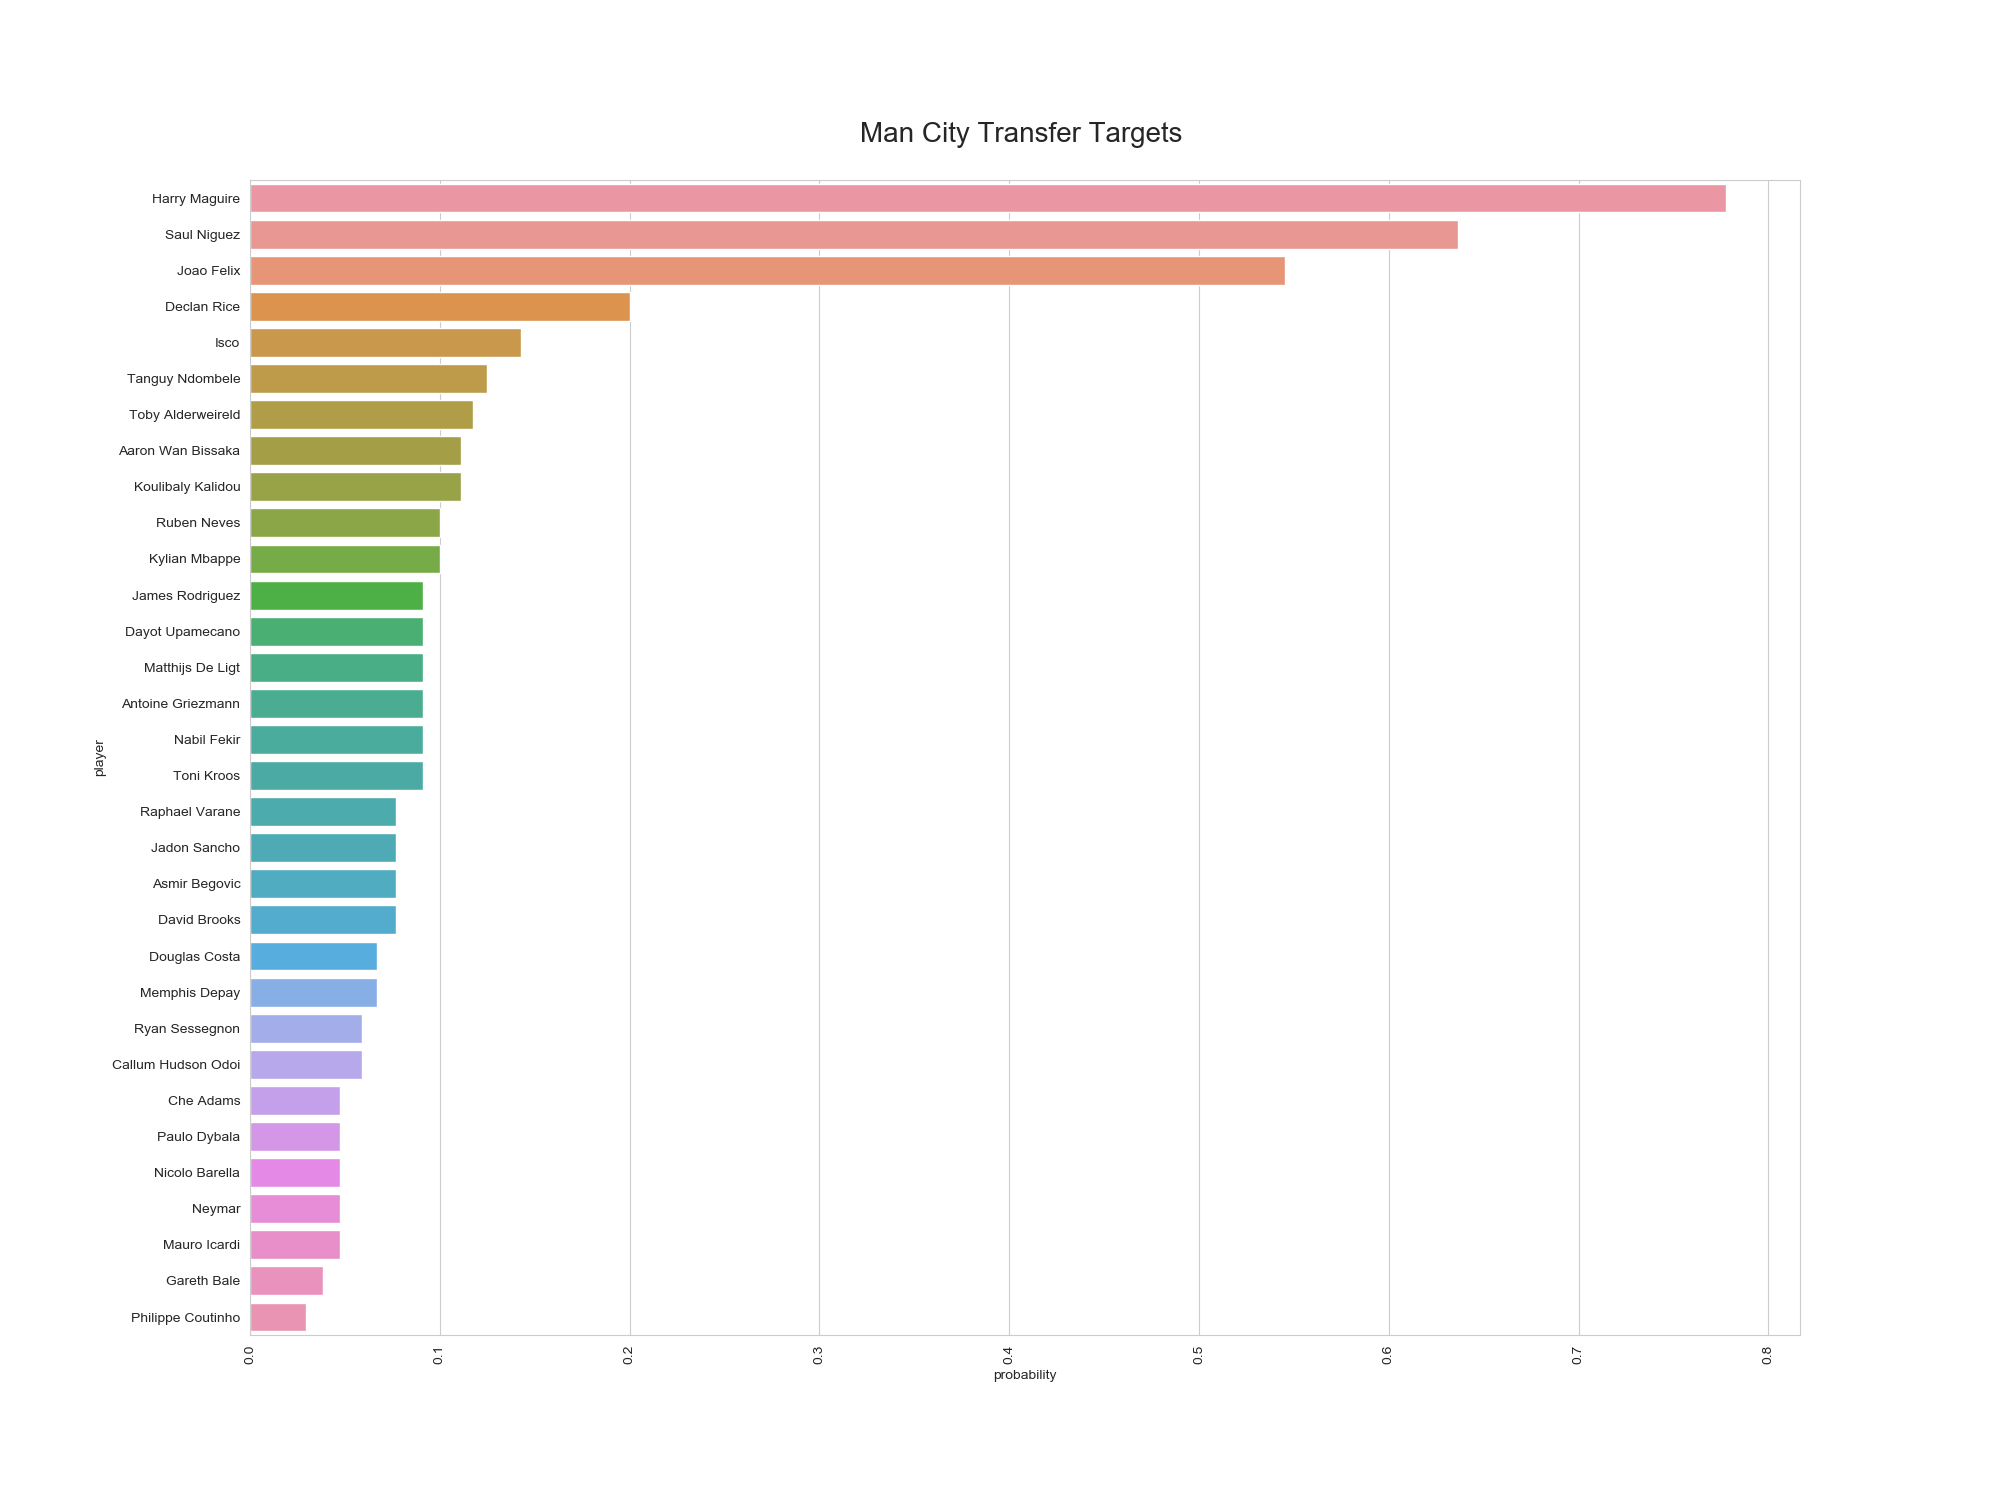 Man City Transfer Targets
Harry Maguire
Saul Niguez
Joao Felix
Declan Rice
Isco
Tanguy Ndombele
Toby Alderweireld
Aaron Wan Bissaka
Koulibaly Kalidou
Ruben Neves
Kylian Mbappe
James Rodriguez
Dayot Upamecano
Matthijs De Ligt
Antoine Griezmann
Nabil Fekir
Toni Kroos
Raphael Varane
Jadon Sancho
Asmir Begovic
David Brooks
Douglas Costa
Memphis Depay
Ryan Sessegnon
Callum Hudson Odoi
Che Adams
Paulo Dybala
Nicolo Barella
Neymar
Mauro Icardi
Gareth Bale
Philippe Coutinho
player
0.0 0.1 0.2 0.3 0.4 0.5 0.6 0.7 0.8
probability